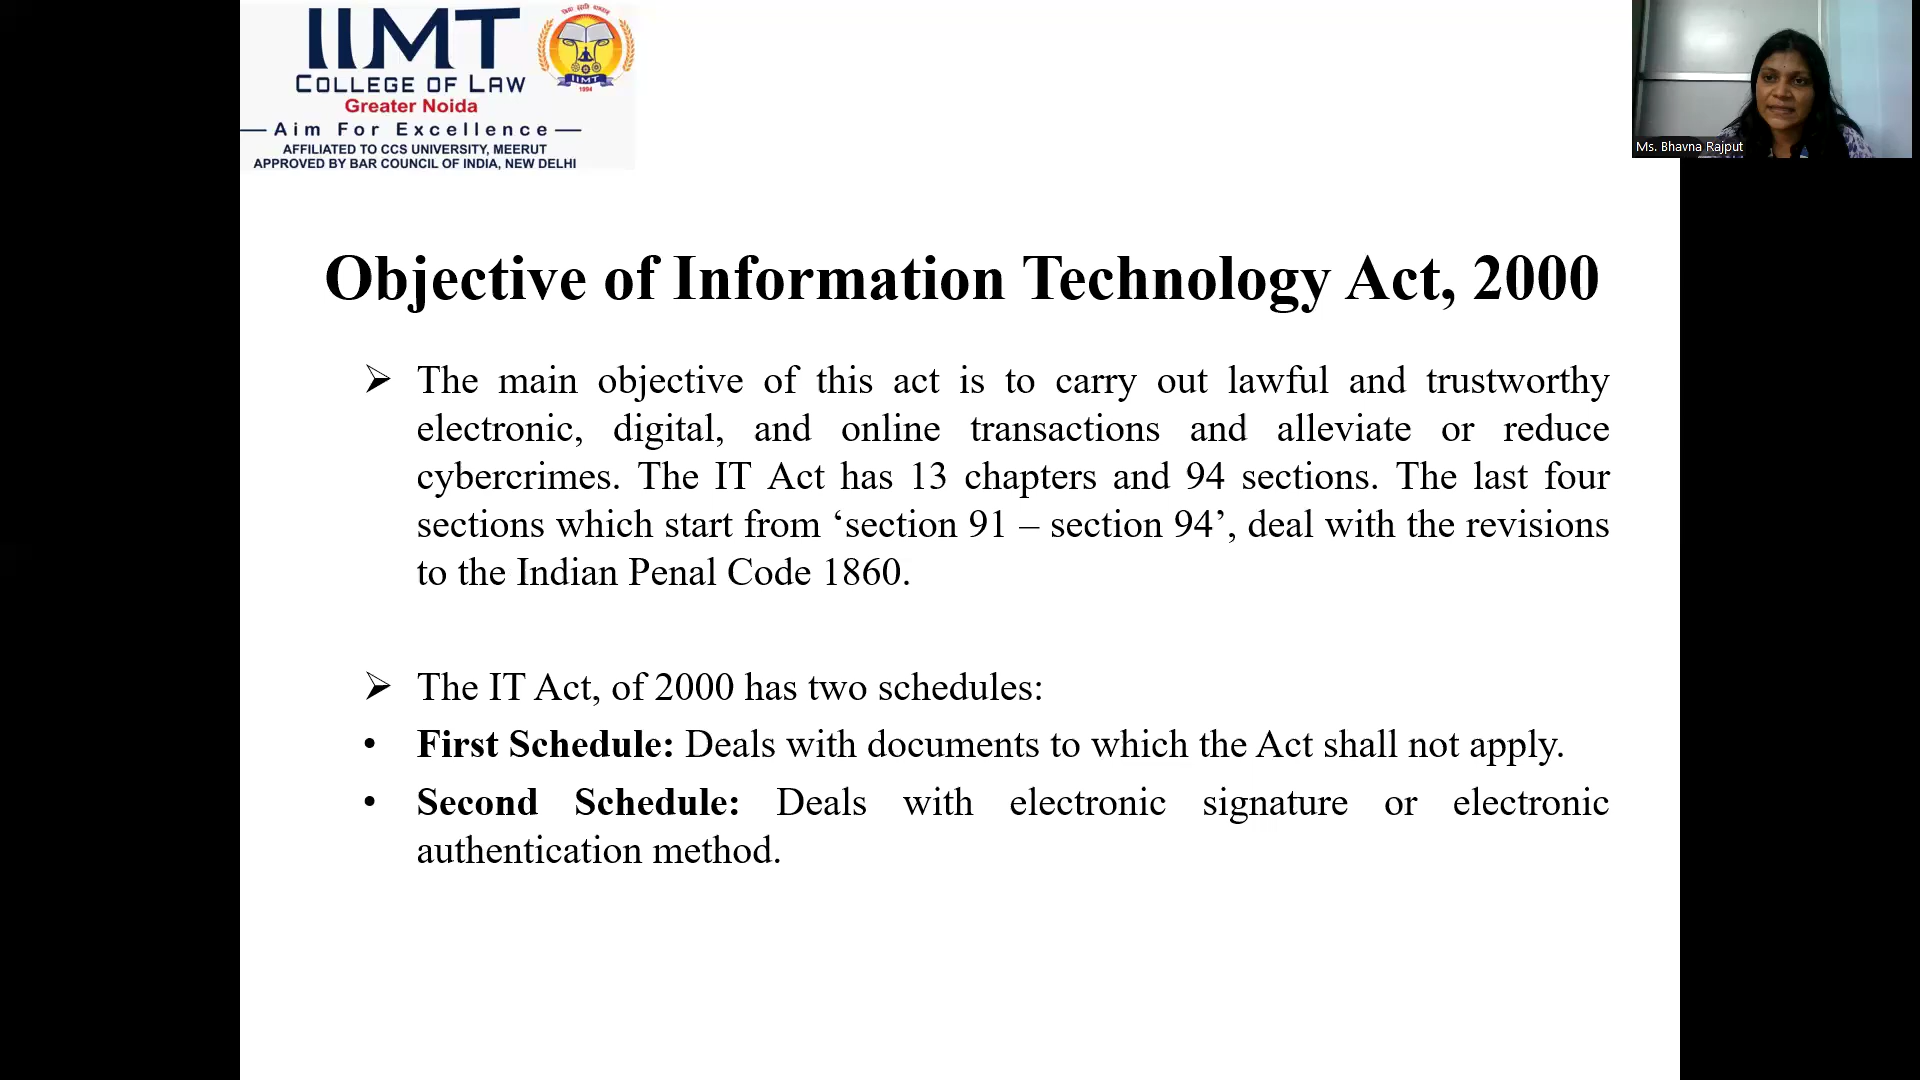 IIMT
COLLEGE OF LAW
Greater Noida
Aim For Excellence
AFFILIATED TO CCS UNIVERSITY, MEERUT
APPROVED BY BAR COUNCIL OF INDIA, NEW DELHI
IIMT
1994
Ms. Bhavna Rajput
Objective of Information Technology Act, 2000
➢ The main objective of this act is to carry out lawful and trustworthy
electronic, digital, and online transactions and alleviate or reduce
cybercrimes. The IT Act has 13 chapters and 94 sections. The last four
sections which start from ‘section 91 – section 94’, deal with the revisions
to the Indian Penal Code 1860.
➢ The IT Act, of 2000 has two schedules:
• First Schedule: Deals with documents to which the Act shall not apply.
• Second Schedule: Deals with electronic signature or electronic
authentication method.